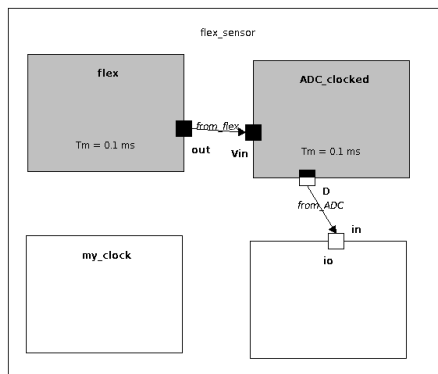 flex_sensor
flex
Tm = 0.1 ms
out
from_flex
Vin
ADC_clocked
Tm = 0.1 ms
D
from_ADC
in
my_clock
io